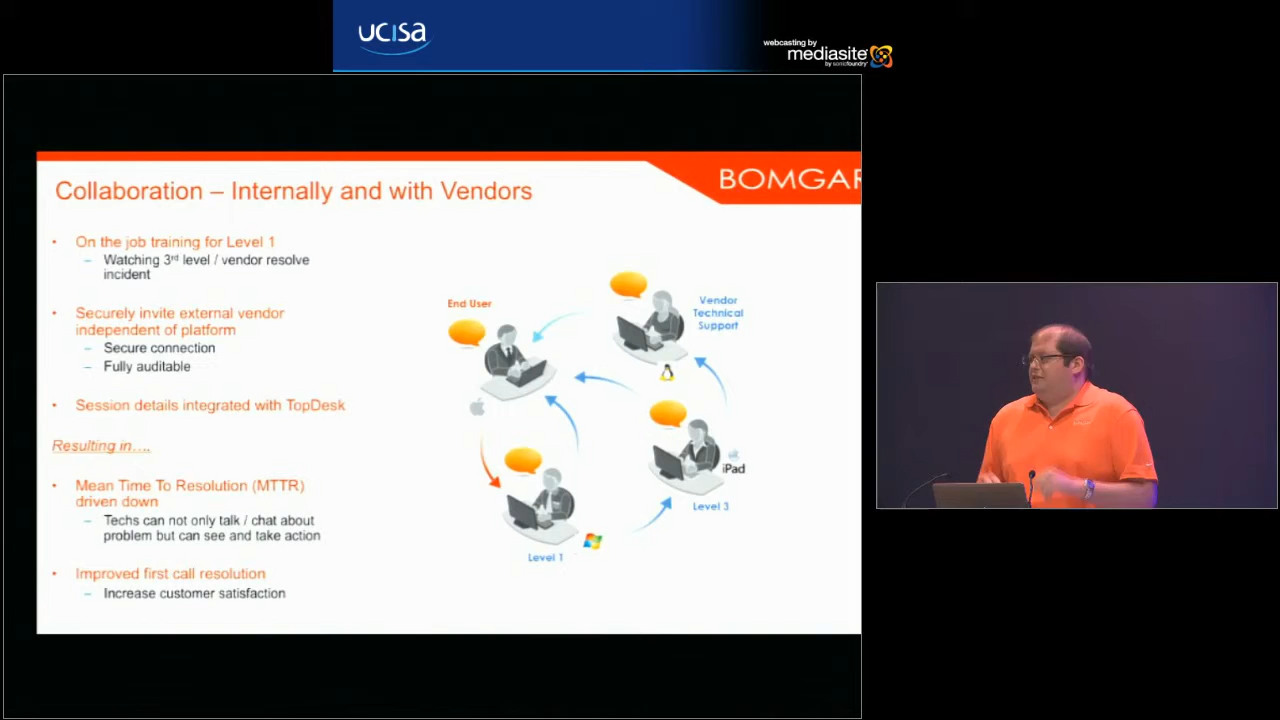 ucisa
webcasting by
mediasite
by sonicfoundry
BOMGAR
Collaboration – Internally and with Vendors
• On the job training for Level 1
– Watching 3rd level / vendor resolve
incident
• Securely invite external vendor
independent of platform
– Secure connection
– Fully auditable
• Session details integrated with TopDesk
Resulting in….
• Mean Time To Resolution (MTTR)
driven down
– Techs can not only talk / chat about
problem but can see and take action
• Improved first call resolution
– Increase customer satisfaction
End User
Vendor
Technical
Support
iPad
Level 3
Level 1